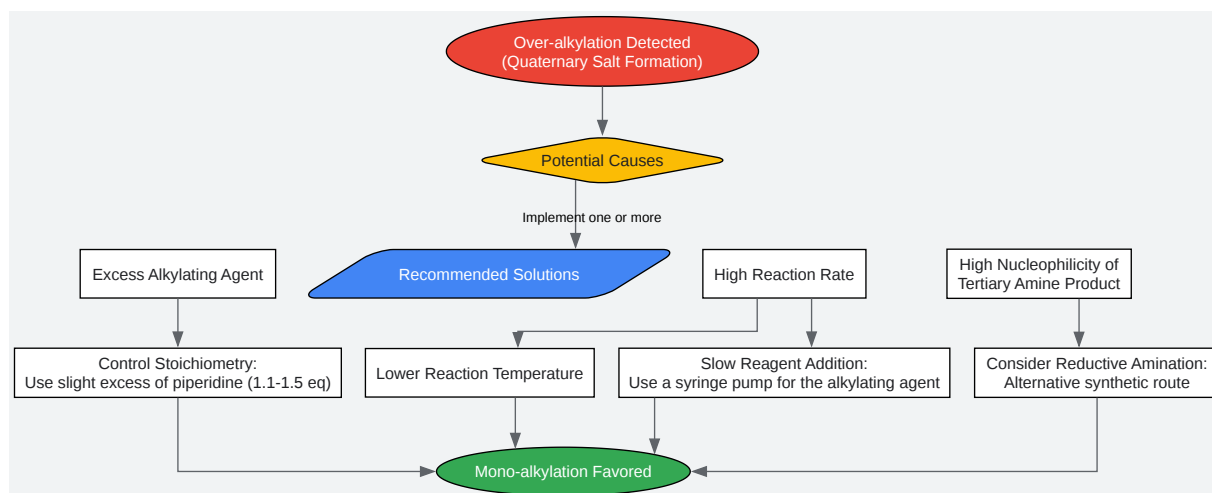 Over-alkylation Detected
(Quaternary Salt Formation)
Potential Causes
Implement one or more
Excess Alkylating Agent
Recommended Solutions
High Reaction Rate
High Nucleophilicity of
Tertiary Amine Product
Control Stoichiometry:
Use slight excess of piperidine (1.1-1.5 eq)
Lower Reaction Temperature
Slow Reagent Addition:
Use a syringe pump for the alkylating agent
Consider Reductive Amination:
Alternative synthetic route
Mono-alkylation Favored